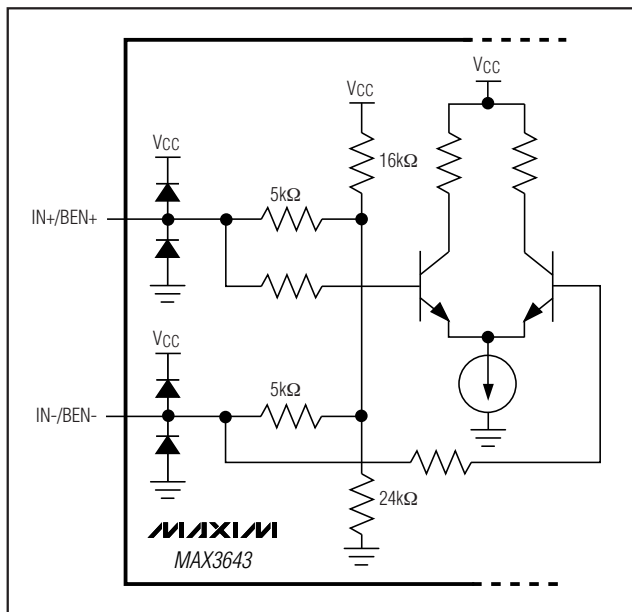 VCC
VCC
VCC
16kΩ
5kΩ
IN+/BEN+
VCC
5kΩ
IN-/BEN-
24kΩ
MAXIM
MAX3643